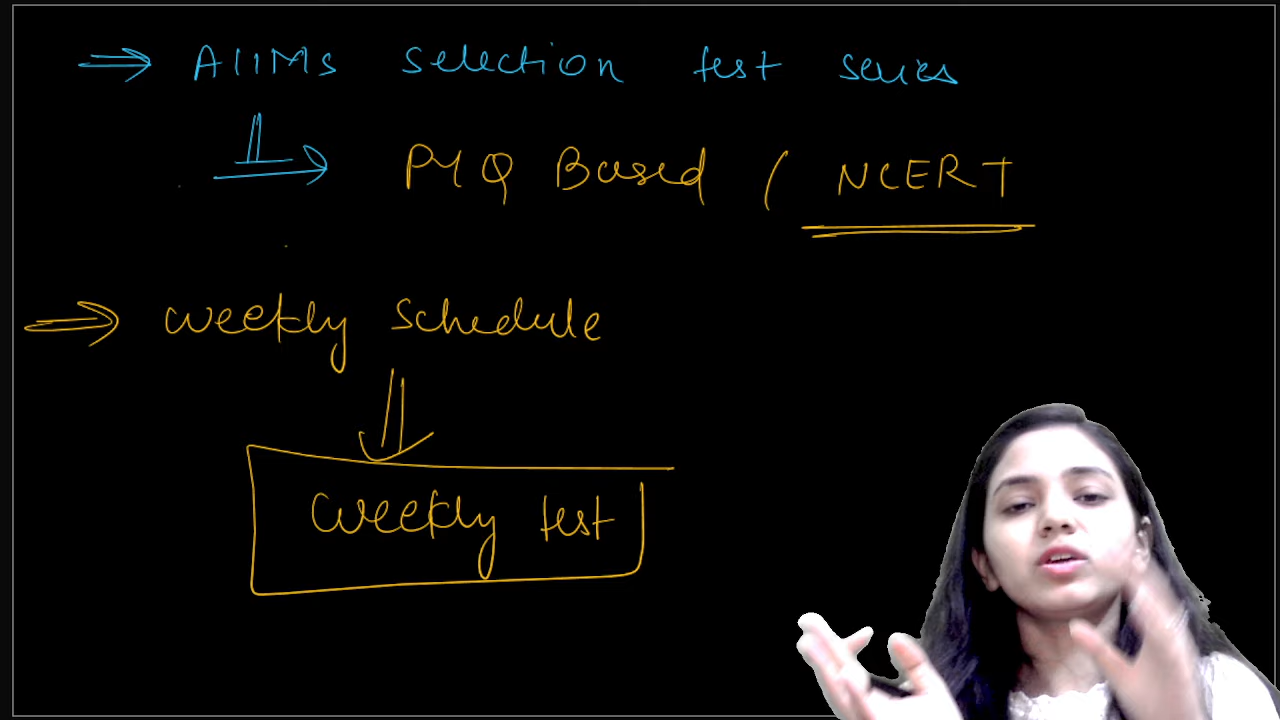 ⇒ AIIMs selection test series
PYQ Based / NCERT
⇒ weekly schedule
weekly test